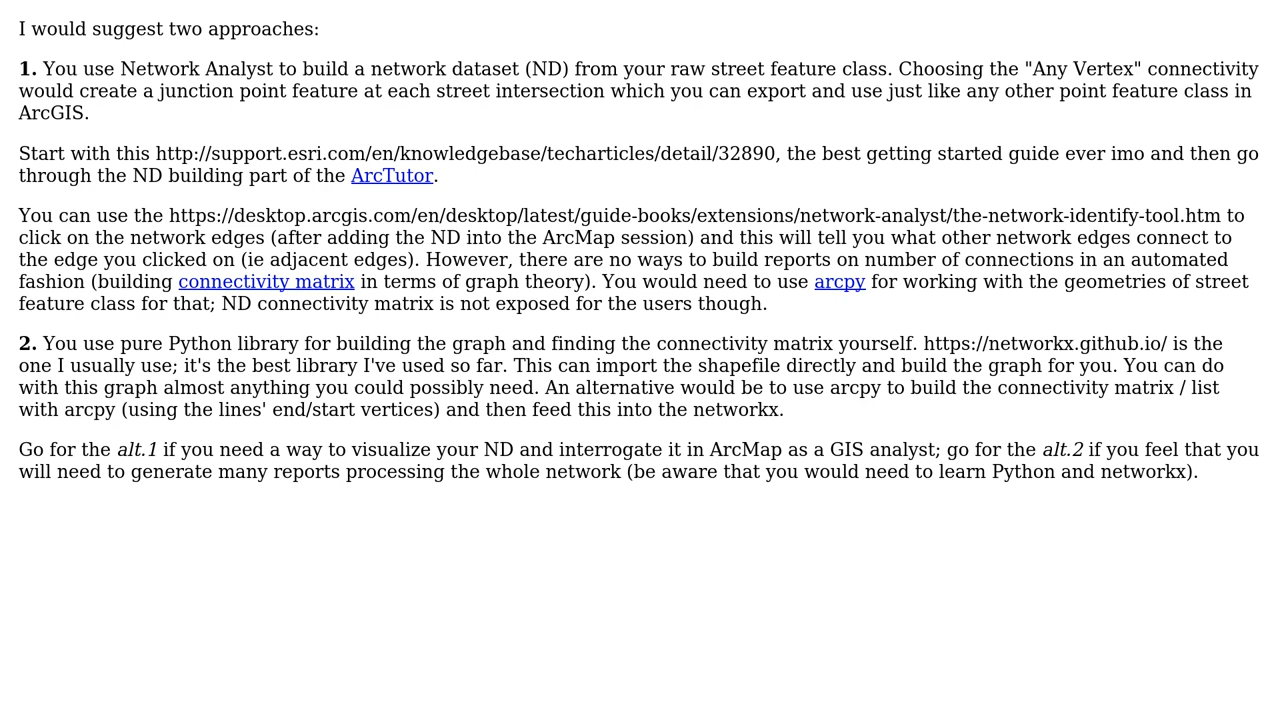 I would suggest two approaches:
1. You use Network Analyst to build a network dataset (ND) from your raw street feature class. Choosing the "Any Vertex" connectivity
would create a junction point feature at each street intersection which you can export and use just like any other point feature class in
ArcGIS.
Start with this http://support.esri.com/en/knowledgebase/techarticles/detail/32890, the best getting started guide ever imo and then go
through the ND building part of the ArcTutor.
You can use the https://desktop.arcgis.com/en/desktop/latest/guide-books/extensions/network-analyst/the-network-identify-tool.htm to
click on the network edges (after adding the ND into the ArcMap session) and this will tell you what other network edges connect to
the edge you clicked on (ie adjacent edges). However, there are no ways to build reports on number of connections in an automated
fashion (building connectivity matrix in terms of graph theory). You would need to use arcpy for working with the geometries of street
feature class for that; ND connectivity matrix is not exposed for the users though.
2. You use pure Python library for building the graph and finding the connectivity matrix yourself. https://networkx.github.io/ is the
one I usually use; it's the best library I've used so far. This can import the shapefile directly and build the graph for you. You can do
with this graph almost anything you could possibly need. An alternative would be to use arcpy to build the connectivity matrix / list
with arcpy (using the lines' end/start vertices) and then feed this into the networkx.
Go for the alt.1 if you need a way to visualize your ND and interrogate it in ArcMap as a GIS analyst; go for the alt.2 if you feel that you
will need to generate many reports processing the whole network (be aware that you would need to learn Python and networkx).